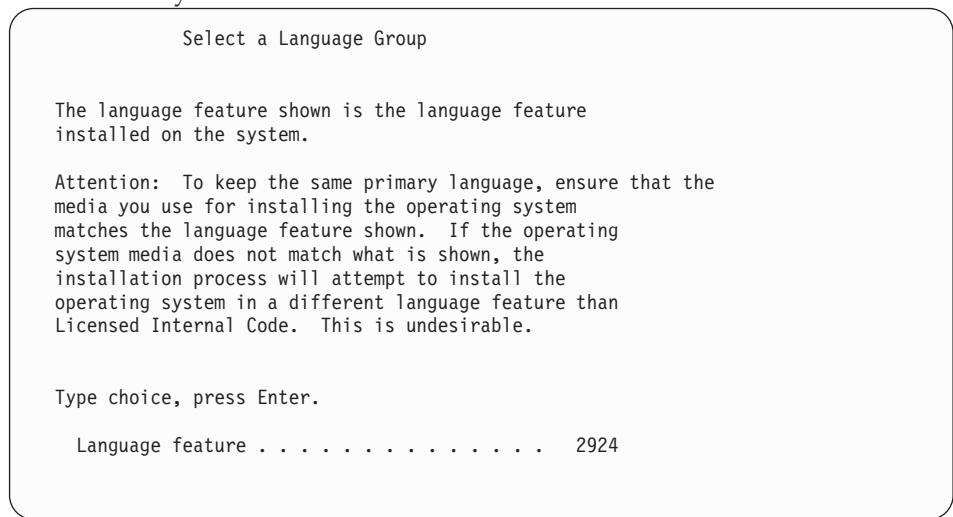 Select a Language Group
The language feature shown is the language feature
installed on the system.
Attention: To keep the same primary language, ensure that the
media you use for installing the operating system
matches the language feature shown. If the operating
system media does not match what is shown, the
installation process will attempt to install the
operating system in a different language feature than
Licensed Internal Code. This is undesirable.
Type choice, press Enter.
Language feature . . . . . . . . . . . . . . 2924